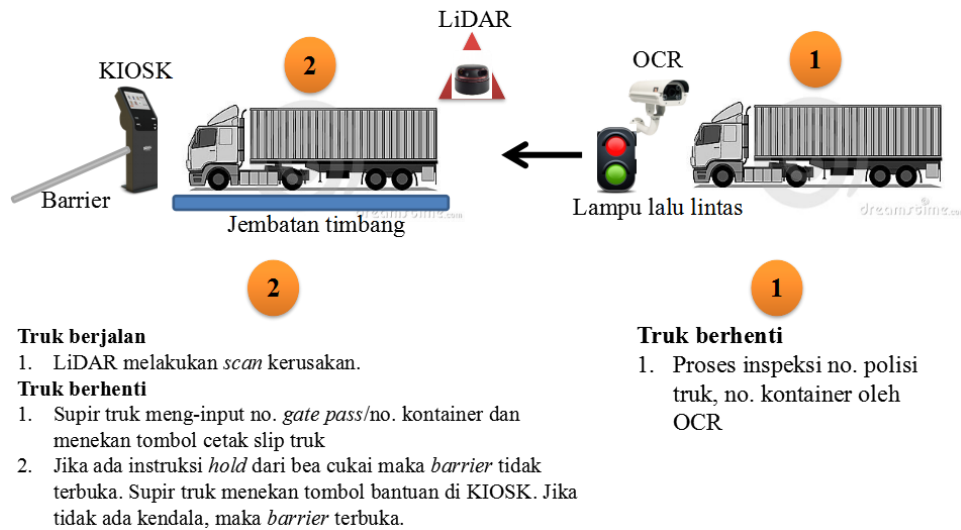 LiDAR
2
1
KIOSK
OCR
Barrier
Jembatan timbang
Lampu lalu lintas
dreamstime.com
dreamstime.com
2
1
Truk berjalan
1. LiDAR melakukan scan kerusakan.
Truk berhenti
1. Supir truk meng-input no. gate pass/no. kontainer dan
menekan tombol cetak slip truk
2. Jika ada instruksi hold dari bea cukai maka barrier tidak
terbuka. Supir truk menekan tombol bantuan di KIOSK. Jika
tidak ada kendala, maka barrier terbuka.
Truk berhenti
1. Proses inspeksi no. polisi
truk, no. kontainer oleh
OCR